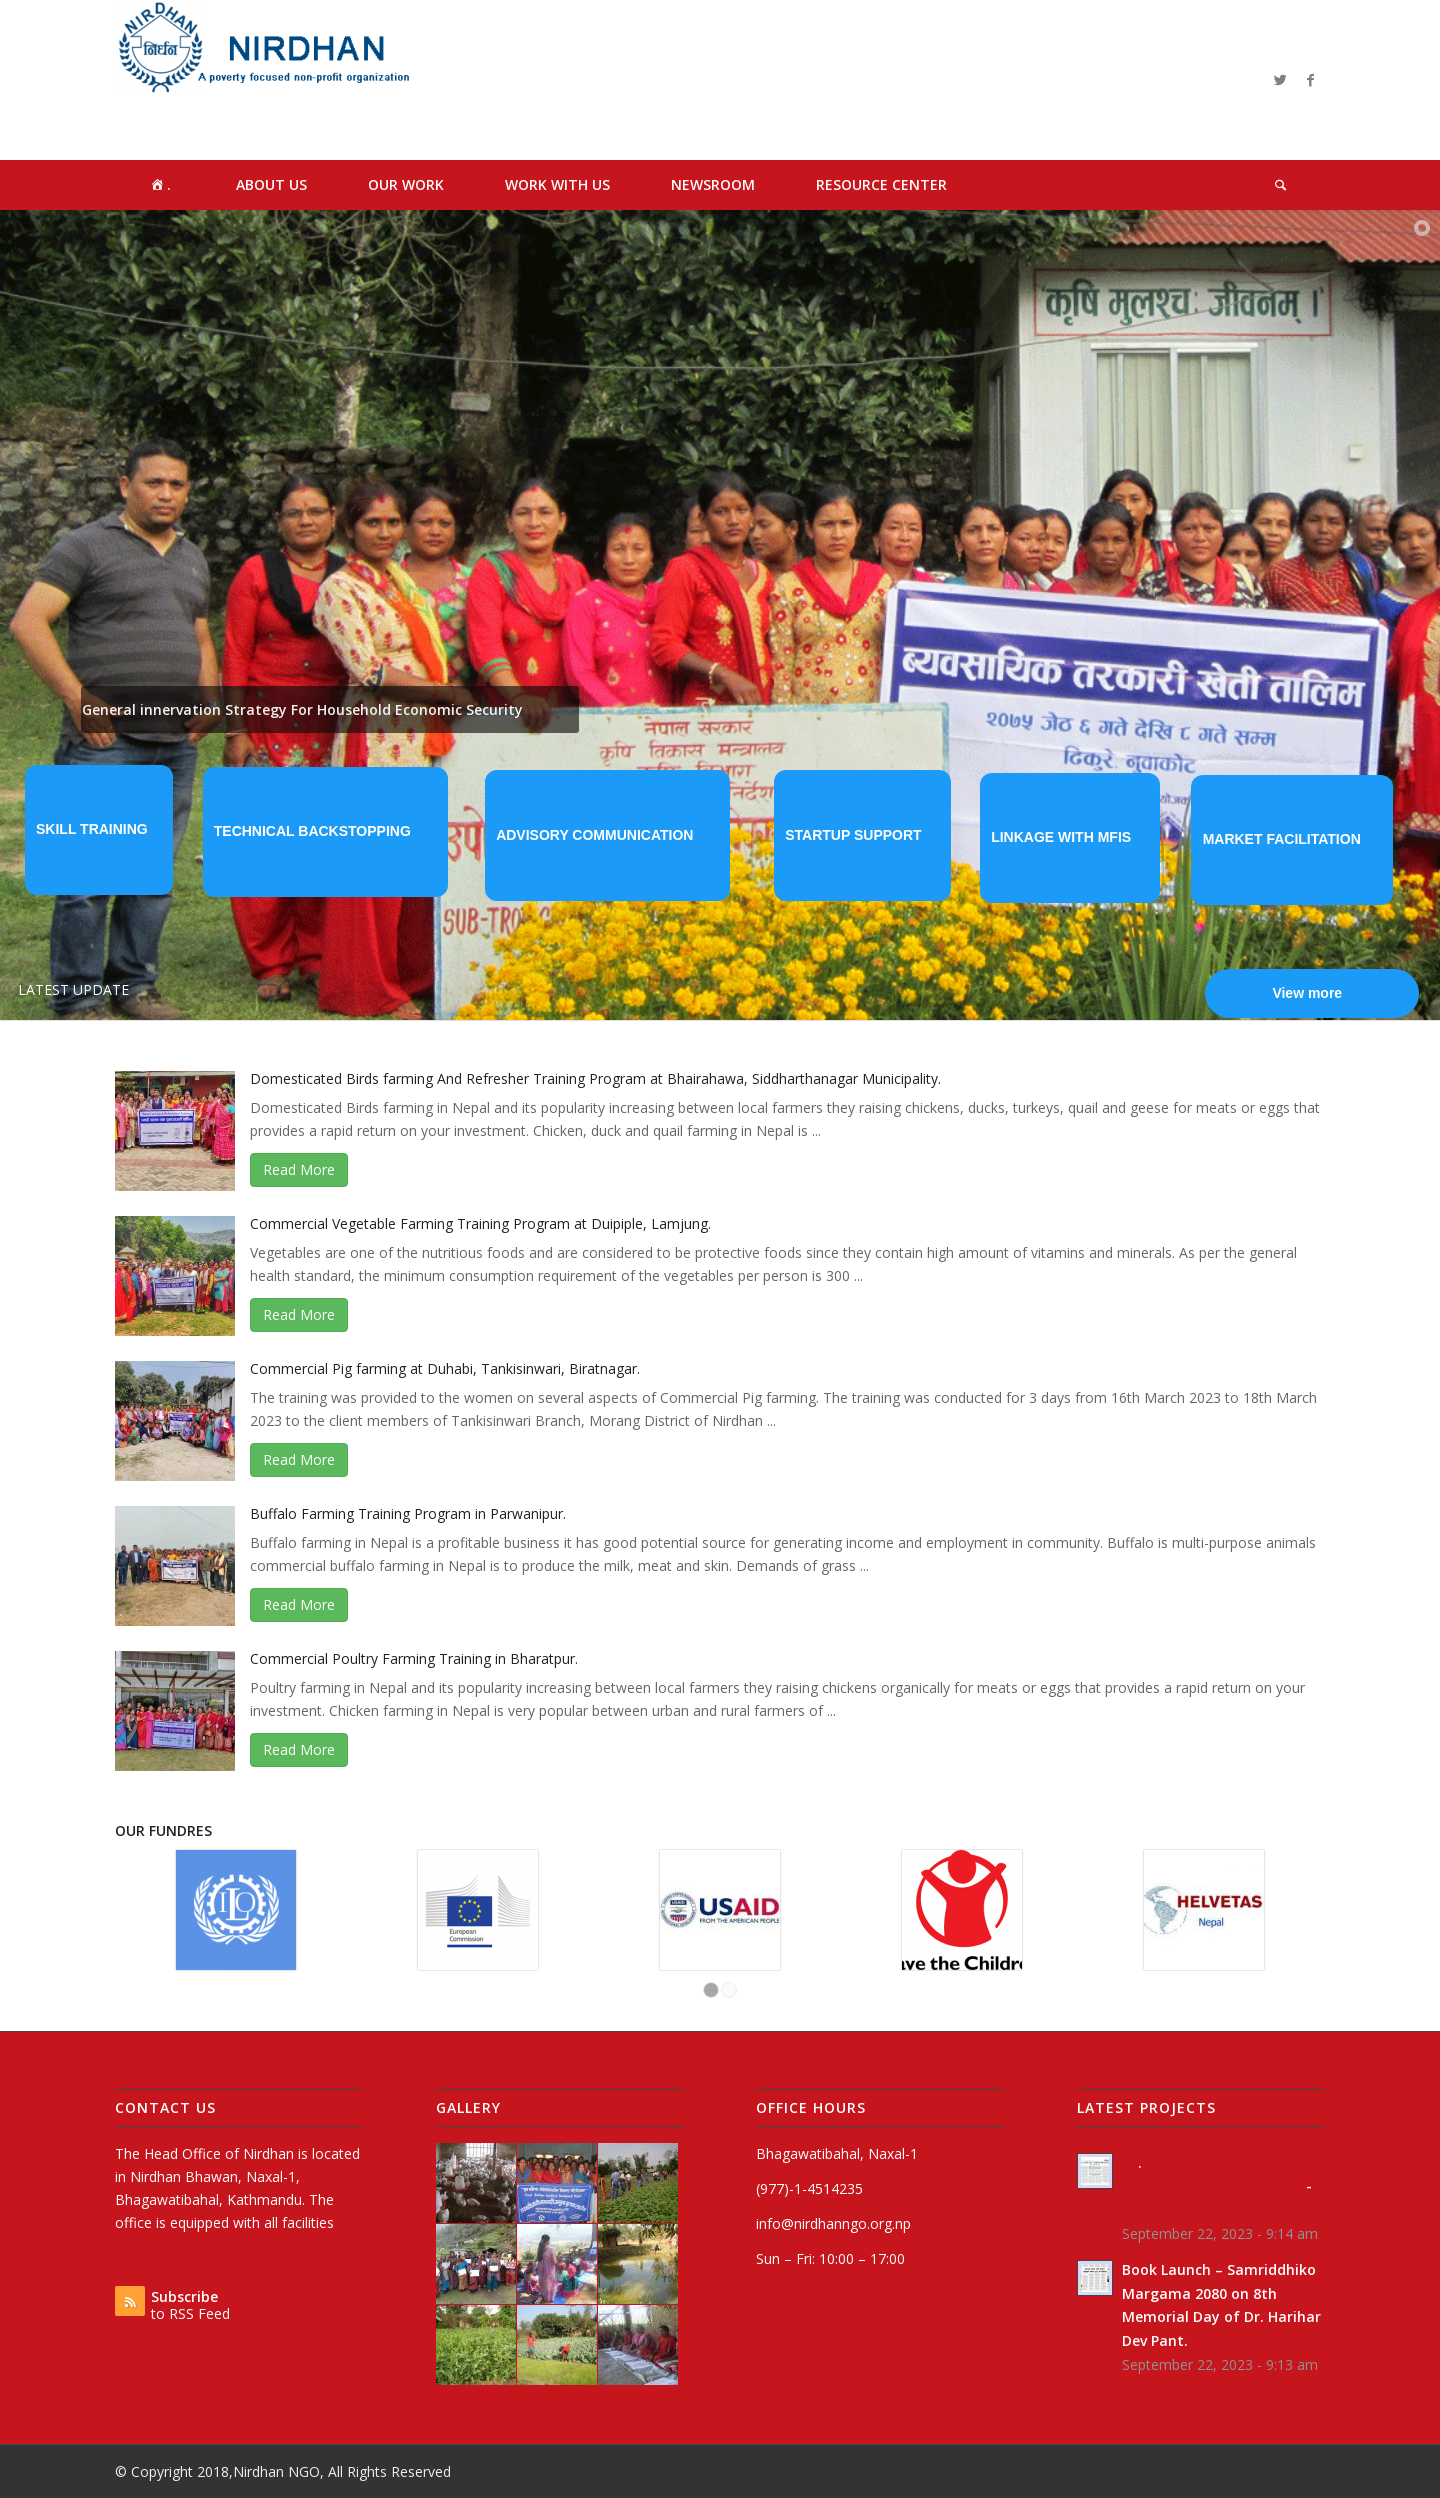 NIRDHAN
निर्धन
NIRDHAN
A poverty focused non-profit organization
.
ABOUT US
OUR WORK
WORK WITH US
NEWSROOM
RESOURCE CENTER
'कृषि मुलश्चः जीवनम् ।'
ब्यवसायिक तरकारी खेती तालिम
२०७५ जेठ ६ गते देखि ८ गते सम्म
ढिकुरे, नुवाकोट
नेपाल सरकार
कृषि विकास मन्त्रालय
General innervation Strategy For Household Economic Security
SKILL TRAINING
TECHNICAL BACKSTOPPING
ADVISORY COMMUNICATION
STARTUP SUPPORT
LINKAGE WITH MFIS
MARKET FACILITATION
LATEST UPDATE
View more
Domesticated Birds farming And Refresher Training Program at Bhairahawa, Siddharthanagar Municipality.
Domesticated Birds farming in Nepal and its popularity increasing between local farmers they raising chickens, ducks, turkeys, quail and geese for meats or eggs that
provides a rapid return on your investment. Chicken, duck and quail farming in Nepal is ...
Read More
Commercial Vegetable Farming Training Program at Duipiple, Lamjung.
Vegetables are one of the nutritious foods and are considered to be protective foods since they contain high amount of vitamins and minerals. As per the general
health standard, the minimum consumption requirement of the vegetables per person is 300 ...
Read More
Commercial Pig farming at Duhabi, Tankisinwari, Biratnagar.
The training was provided to the women on several aspects of Commercial Pig farming. The training was conducted for 3 days from 16th March 2023 to 18th March
2023 to the client members of Tankisinwari Branch, Morang District of Nirdhan ...
Read More
Buffalo Farming Training Program in Parwanipur.
Buffalo farming in Nepal is a profitable business it has good potential source for generating income and employment in community. Buffalo is multi-purpose animals
commercial buffalo farming in Nepal is to produce the milk, meat and skin. Demands of grass ...
Read More
Commercial Poultry Farming Training in Bharatpur.
Poultry farming in Nepal and its popularity increasing between local farmers they raising chickens organically for meats or eggs that provides a rapid return on your
investment. Chicken farming in Nepal is very popular between urban and rural farmers of ...
Read More
OUR FUNDRES
ILO
European
Commission
USAID
FROM THE AMERICAN PEOPLE
ave the Childre
HELVETAS
Nepal
CONTACT US
The Head Office of Nirdhan is located
in Nirdhan Bhawan, Naxal-1,
Bhagawatibahal, Kathmandu. The
office is equipped with all facilities
Subscribe
to RSS Feed
GALLERY
OFFICE HOURS
Bhagawatibahal, Naxal-1
(977)-1-4514235
info@nirdhanngo.org.np
Sun – Fri: 10:00 – 17:00
LATEST PROJECTS
.
-
September 22, 2023 - 9:14 am
Book Launch – Samriddhiko
Margama 2080 on 8th
Memorial Day of Dr. Harihar
Dev Pant.
September 22, 2023 - 9:13 am
© Copyright 2018,Nirdhan NGO, All Rights Reserved